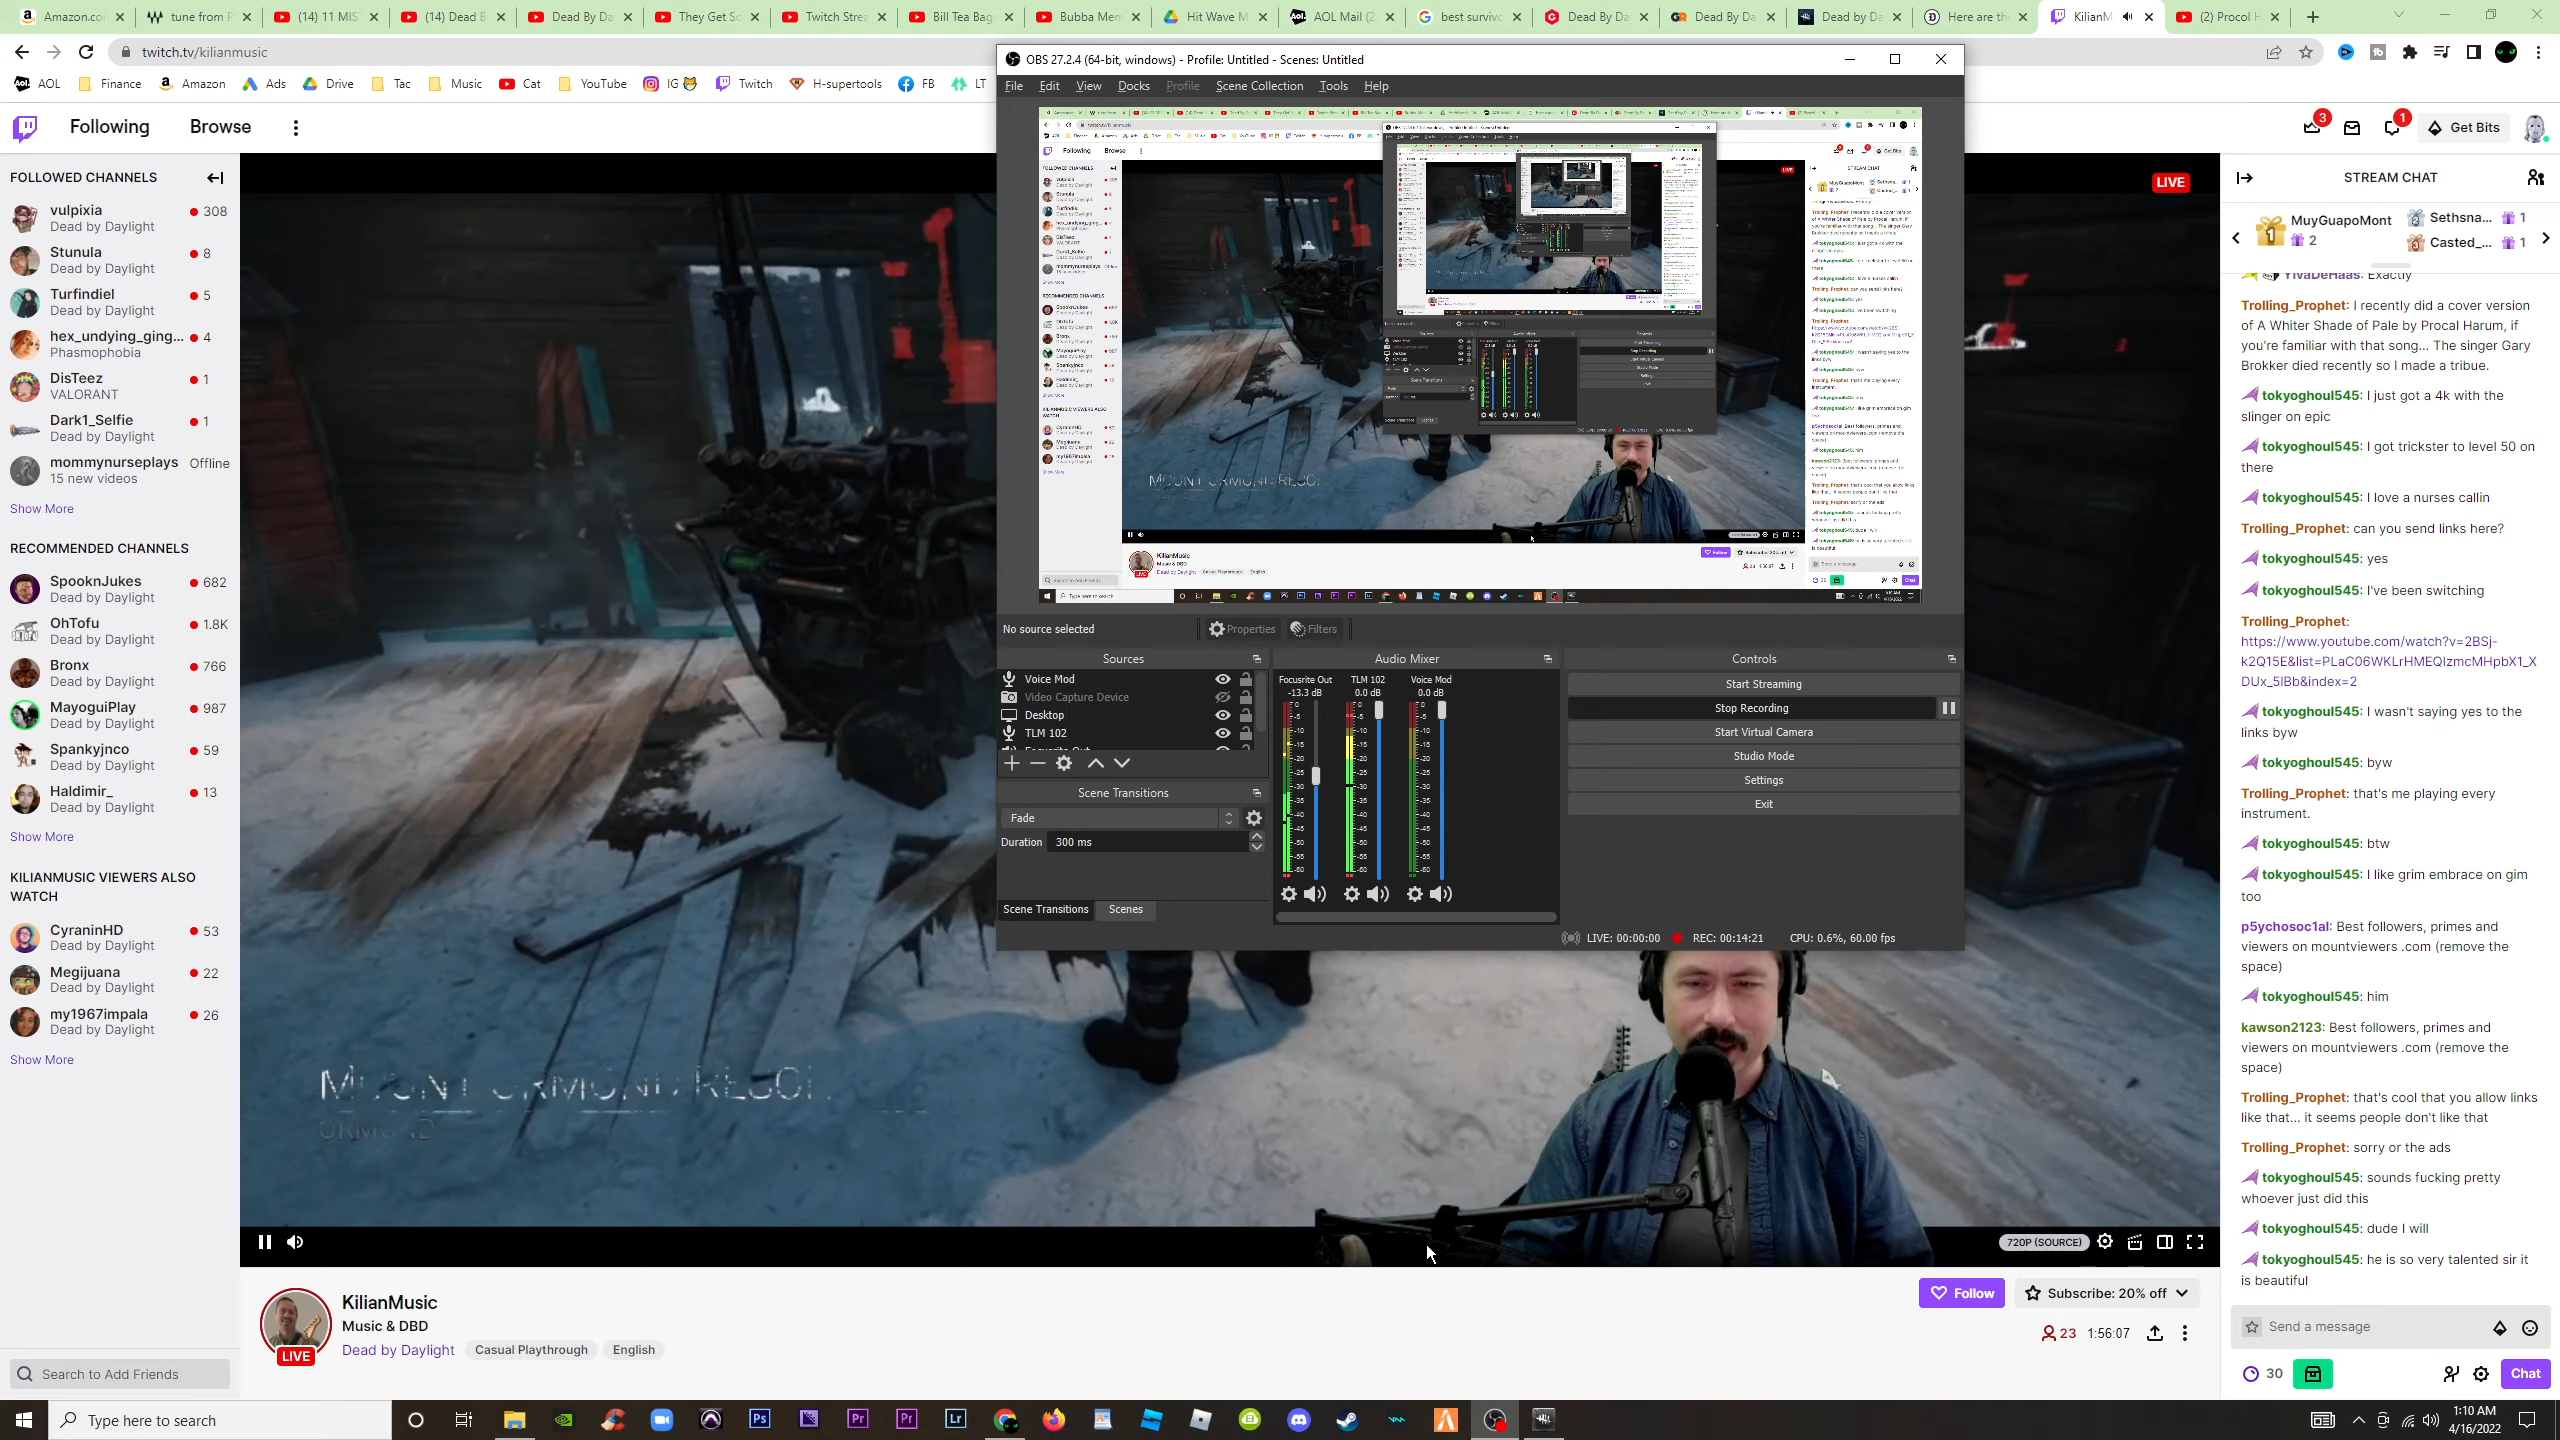 Amazon.com
tune from P
(14) 11 MIS
(14) Dead B
Dead By Da
They Get Sc
Twitch Strea
Bill Tea Bag
Bubba Mem
Hit Wave M
AOL Mail (2
best survivo
Dead By Da
Dead By Da
Dead by Da
Here are th
KilianM
(2) Procol H
twitch.tv/kilianmusic
AOL
Finance
Amazon
Ads
Drive
Tac
Music
Cat
YouTube
IG
Twitch
H-supertools
FB
LT
Following
Browse
3
1
Get Bits
FOLLOWED CHANNELS
vulpixia
308
Dead by Daylight
Stunula
8
Dead by Daylight
Turfindiel
5
Dead by Daylight
hex_undying_ging...
4
Phasmophobia
DisTeez
1
VALORANT
Dark1_Selfie
1
Dead by Daylight
mommynurseplays
Offline
15 new videos
Show More
RECOMMENDED CHANNELS
SpooknJukes
682
Dead by Daylight
OhTofu
1.8K
Dead by Daylight
Bronx
766
Dead by Daylight
MayoguiPlay
987
Dead by Daylight
Spankyjnco
59
Dead by Daylight
Haldimir_
13
Dead by Daylight
Show More
KILIANMUSIC VIEWERS ALSO
WATCH
CyraninHD
53
Dead by Daylight
Megijuana
22
Dead by Daylight
my1967impala
26
Dead by Daylight
Show More
Search to Add Friends
OBS 27.2.4 (64-bit, windows) - Profile: Untitled - Scenes: Untitled
File Edit View Docks Profile Scene Collection Tools Help
No source selected
Properties
Filters
Sources
Voice Mod
Video Capture Device
Desktop
TLM 102
Focusrite Out
Scene Transitions
Fade
Duration 300 ms
Scene Transitions
Scenes
Audio Mixer
Focusrite Out
-13.3 dB
TLM 102
0.0 dB
Voice Mod
0.0 dB
Controls
Start Streaming
Stop Recording
Start Virtual Camera
Studio Mode
Settings
Exit
LIVE: 00:00:00
REC: 00:14:21
CPU: 0.6%, 60.00 fps
LIVE
720P (SOURCE)
KilianMusic
Music & DBD
Dead by Daylight
Casual Playthrough
English
LIVE
Follow
Subscribe: 20% off
23
1:56:07
STREAM CHAT
1
MuyGuapoMont
2
Sethsna...
1
Casted_...
1
YivaDeHaas: Exactly
Trolling_Prophet: I recently did a cover version
of A Whiter Shade of Pale by Procal Harum, if
you're familiar with that song... The singer Gary
Brokker died recently so I made a tribue.
tokyoghoul545: I just got a 4k with the
slinger on epic
tokyoghoul545: I got trickster to level 50 on
there
tokyoghoul545: I love a nurses callin
Trolling_Prophet: can you send links here?
tokyoghoul545: yes
tokyoghoul545: I've been switching
Trolling_Prophet:
https://www.youtube.com/watch?v=2BSj-
k2Q15E&list=PLaC06WKLrHMEQIzmcMHpbX1_X
DUx_5lBb&index=2
tokyoghoul545: I wasn't saying yes to the
links byw
tokyoghoul545: byw
Trolling_Prophet: that's me playing every
instrument.
tokyoghoul545: btw
tokyoghoul545: I like grim embrace on gim
too
p5ychosoc1al: Best followers, primes and
viewers on mountviewers .com (remove the
space)
tokyoghoul545: him
kawson2123: Best followers, primes and
viewers on mountviewers .com (remove the
space)
Trolling_Prophet: that's cool that you allow links
like that... it seems people don't like that
Trolling_Prophet: sorry or the ads
tokyoghoul545: sounds fucking pretty
whoever just did this
tokyoghoul545: dude I will
tokyoghoul545: he is so very talented sir it
is beautiful
Send a message
30
Chat
Type here to search
1:10 AM
4/16/2022